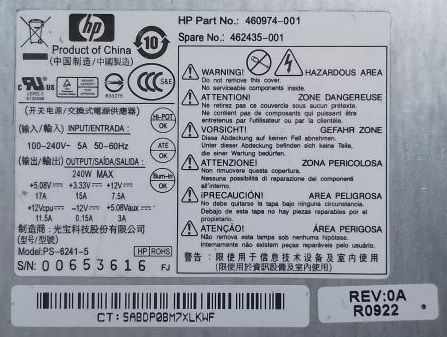 hp
HP Part No.: 460974-001
Spare No.: 462435-001
Product of China
(中国制造/中國製造)
10
WARNING! HAZARDOUS AREA
Do not remove this cover.
No serviceable components inside.
ATTENTION! ZONE DANGEREUSE
Ne retirez pas ce couvercle sous aucun prétexte.
Ne contient pas de composants qui puissent être
entretenus par l'utilisateur ou par la clientèle.
VORSICHT! GEFAHR ZONE
Diese Abdeckung auf keinen Fall abnehmen.
Unter dieser Abdeckung befinden sich keine Teile,
die einer Wartung bedürfen.
ATTENZIONE! ZONA PERICOLOSA
Non rimuovere questa copertura.
Nessuna possibilità di riparazione di elementi
all'interno.
¡PRECAUCIÓN! AREA PELIGROSA
No debe quitarse la tapa bajo ninguna circunstancia.
Debajo de esta tapa no hay piezas reparables por el
propietario.
ATENÇÃO! ÁREA PERIGOSA
Não remova esta tampa sob nenhuma hipótese.
Internamente não existem peças reparáveis pelo usuário.
警告: 限使用于信息技术设备及室内使用
(限使用於資訊設備及室內使用)
c UL US
CCC S&E
(开关电源/交換式電源供應器)
Hi-POT
OK
(输入/輸入) INPUT/ENTRADA:
100-240V~ 5A 50-60Hz
ATE
OK
(输出/輸出) OUTPUT/SAÍDA/SALIDA:
240W MAX
Burn-in
OK
+5.08V +3.33V +12V
17A 15A 7.5A
+12Vcpu -12V +5.08Vaux
11.5A 0.15A 3A
制造商: 光宝科技股份有限公司
(型号/型號)
Model:PS-6241-5
HP ROHS
S/N: 00653616 FJ
CT: 5ABDP0BM7XLKWF
REV:0A
R0922